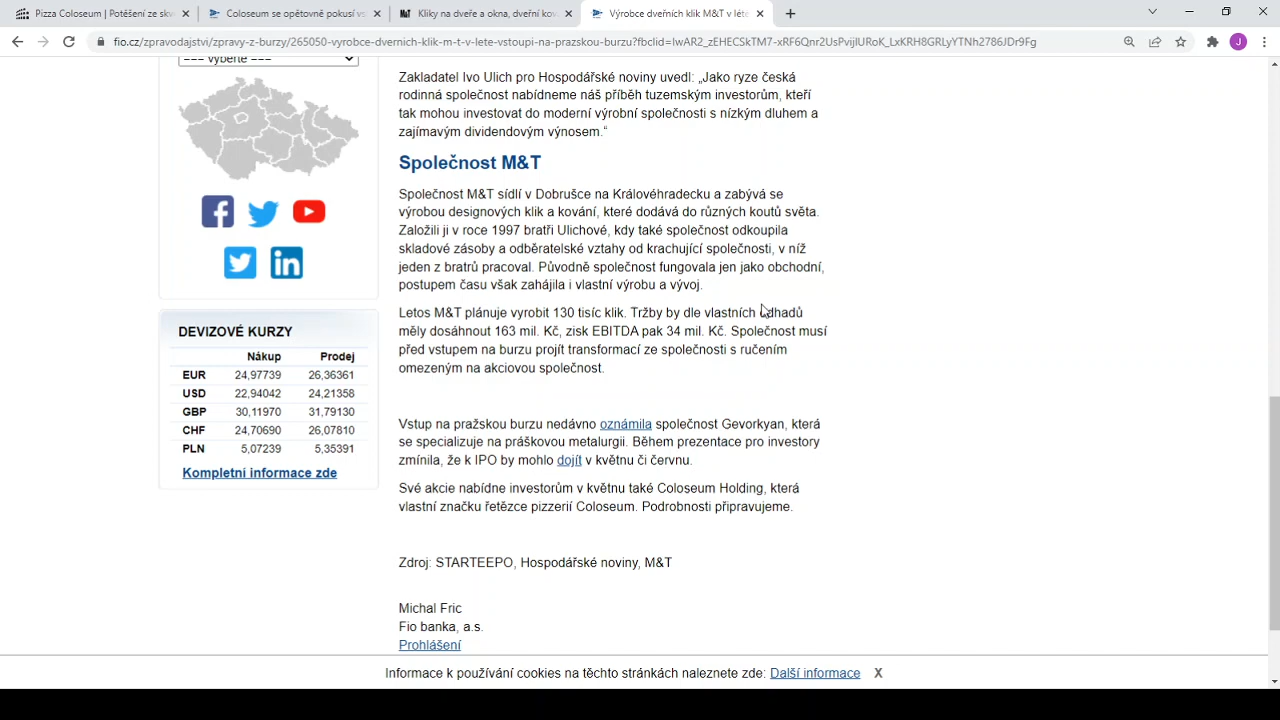 Pizza Coloseum | Potěšení ze skv
Coloseum se opětovně pokusí vs
Kliky na dveře a okna, dveřní kov
Výrobce dveřních klik M&T v létě
fio.cz/zpravodajstvi/zpravy-z-burzy/265050-vyrobce-dvernich-klik-m-t-v-lete-vstoupi-na-prazskou-burzu?fbclid=IwAR2_zEHECSkTM7-xRF6Qnr2UsPvijlURoK_LxKRH8GRLyYTNh2786JDr9Fg
J
=== vyberte ===
Zakladatel Ivo Ulich pro Hospodářské noviny uvedl: „Jako ryze česká
rodinná společnost nabídneme náš příběh tuzemským investorům, kteří
tak mohou investovat do moderní výrobní společnosti s nízkým dluhem a
zajímavým dividendovým výnosem.“
Společnost M&T
Společnost M&T sídlí v Dobrušce na Královéhradecku a zabývá se
výrobou designových klik a kování, které dodává do různých koutů světa.
Založili ji v roce 1997 bratři Ulichové, kdy také společnost odkoupila
skladové zásoby a odběratelské vztahy od krachující společnosti, v níž
jeden z bratrů pracoval. Původně společnost fungovala jen jako obchodní,
postupem času však zahájila i vlastní výrobu a vývoj.
Letos M&T plánuje vyrobit 130 tisíc klik. Tržby by dle vlastních odhadů
měly dosáhnout 163 mil. Kč, zisk EBITDA pak 34 mil. Kč. Společnost musí
před vstupem na burzu projít transformací ze společnosti s ručením
omezeným na akciovou společnost.
Vstup na pražskou burzu nedávno oznámila společnost Gevorkyan, která
se specializuje na práškovou metalurgii. Během prezentace pro investory
zmínila, že k IPO by mohlo dojít v květnu či červnu.
Své akcie nabídne investorům v květnu také Coloseum Holding, která
vlastní značku řetězce pizzerií Coloseum. Podrobnosti připravujeme.
Zdroj: STARTEEPO, Hospodářské noviny, M&T
Michal Fric
Fio banka, a.s.
Prohlášení
DEVIZOVÉ KURZY
Nákup Prodej
EUR 24,97739 26,36361
USD 22,94042 24,21358
GBP 30,11970 31,79130
CHF 24,70690 26,07810
PLN 5,07239 5,35391
Kompletní informace zde
Informace k používání cookies na těchto stránkách naleznete zde: Další informace X